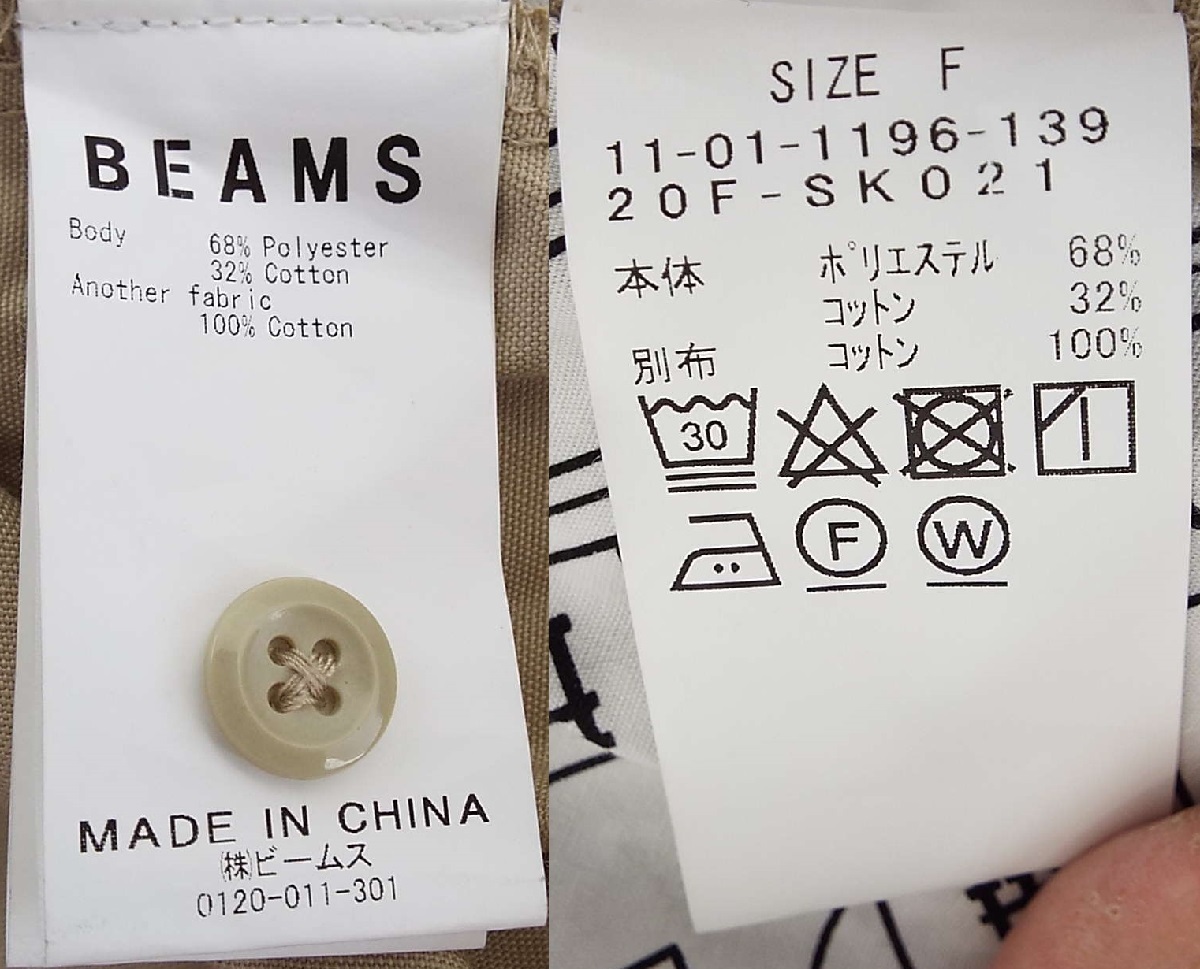 BEAMS
Body
68% Polyester
32% Cotton
Another fabric
100% Cotton
MADE IN CHINA
㈱ビームス
0120-011-301
SIZE F
11-01-1196-139
20F-SK021
本体 ポリエステル 68%
コットン 32%
別布 コットン 100%
30
F
W